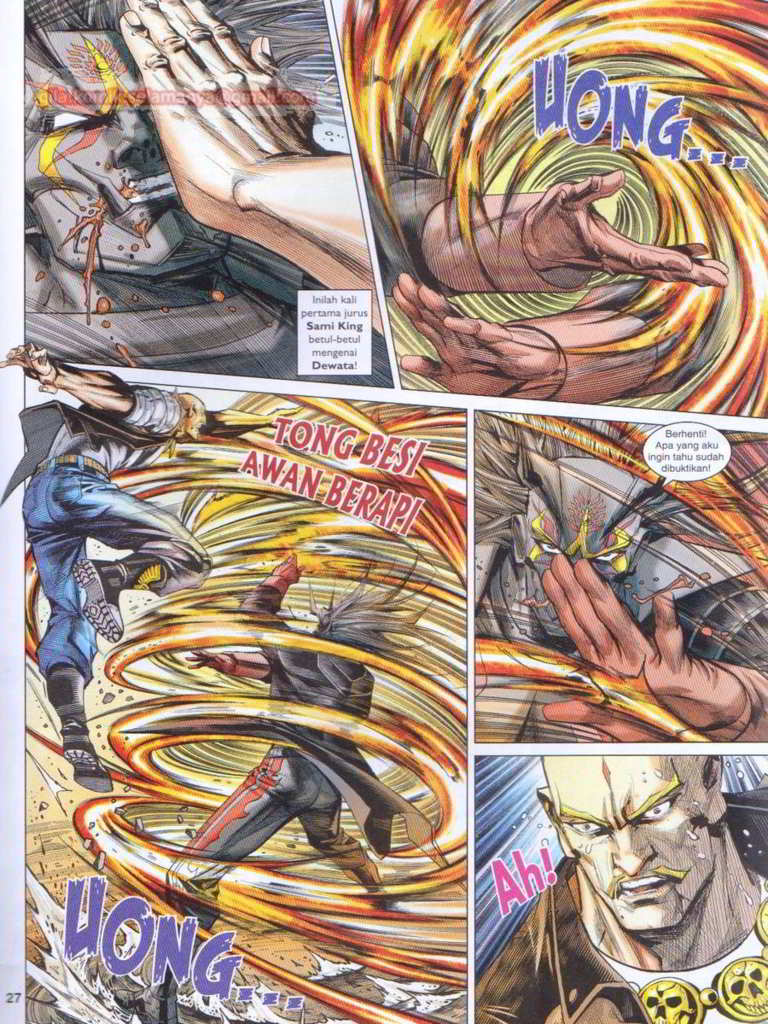 UONG...
Inilah kali
pertama jurus
Sami King
betul-betul
mengenai
Dewata!
TONG BESI
AWAN BERAPI
Berhenti!
Apa yang aku
ingin tahu sudah
dibuktikan!
UONG...
Ah!
27